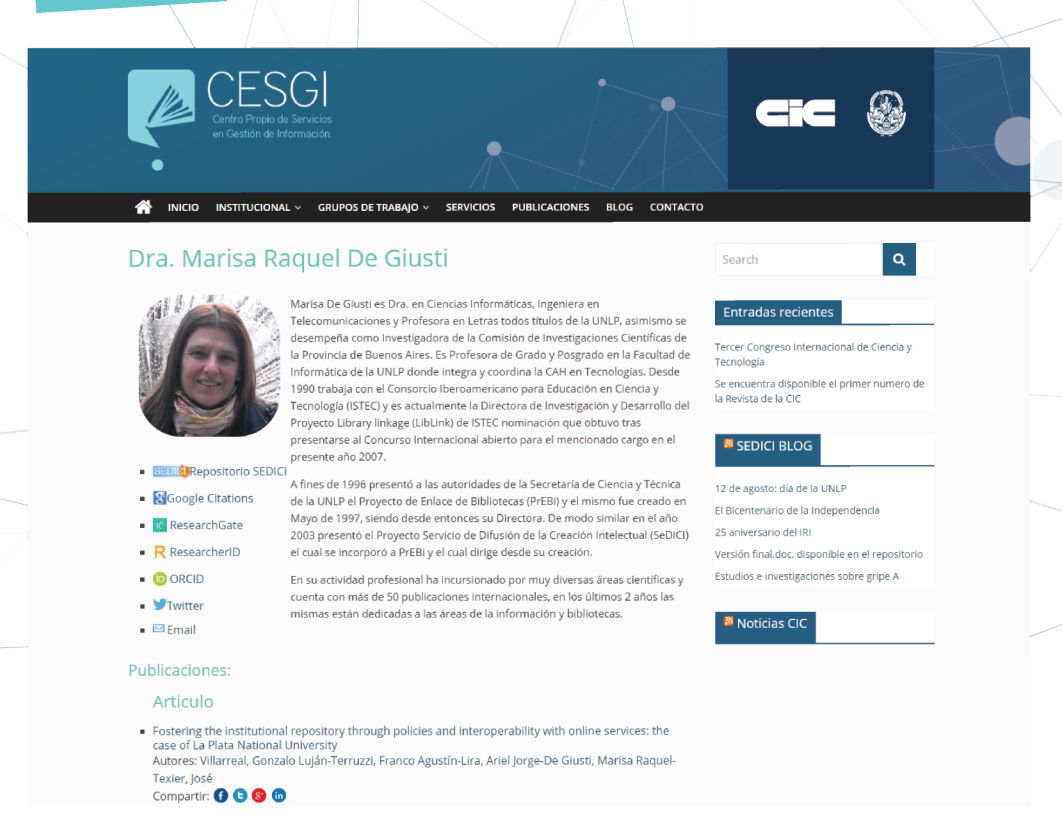 CESGI
Centro Propio de Servicios
en Gestión de Información
CiC
INICIO INSTITUCIONAL GRUPOS DE TRABAJO SERVICIOS PUBLICACIONES BLOG CONTACTO
Dra. Marisa Raquel De Giusti
Marisa De Giusti es Dra. en Ciencias Informáticas, Ingeniera en
Telecomunicaciones y Profesora en Letras todos títulos de la UNLP, asimismo se
desempeña como Investigadora de la Comisión de Investigaciones Científicas de
la Provincia de Buenos Aires. Es Profesora de Grado y Posgrado en la Facultad de
Informática de la UNLP donde integra y coordina la CAH en Tecnologías. Desde
1990 trabaja con el Consorcio Iberoamericano para Educación en Ciencia y
Tecnología (ISTEC) y es actualmente la Directora de Investigación y Desarrollo del
Proyecto Library linkage (LibLink) de ISTEC nominación que obtuvo tras
presentarse al Concurso Internacional abierto para el mencionado cargo en el
presente año 2007.
A fines de 1996 presentó a las autoridades de la Secretaría de Ciencia y Técnica
de la UNLP el Proyecto de Enlace de Bibliotecas (PrEBi) y el mismo fue creado en
Mayo de 1997, siendo desde entonces su Directora. De modo similar en el año
2003 presentó el Proyecto Servicio de Difusión de la Creación Intelectual (SeDICI)
el cual se incorporó a PrEBi y el cual dirige desde su creación.
En su actividad profesional ha incursionado por muy diversas áreas científicas y
cuenta con más de 50 publicaciones internacionales, en los últimos 2 años las
mismas están dedicadas a las áreas de la información y bibliotecas.
SEDICI Repositorio SEDICI
Google Citations
ResearchGate
ResearcherID
ORCID
Twitter
Email
Publicaciones:
Articulo
Fostering the institutional repository through policies and interoperability with online services: the
case of La Plata National University
Autores: Villarreal, Gonzalo Luján-Terruzzi, Franco Agustín-Lira, Ariel Jorge-De Giusti, Marisa Raquel-
Texier, José
Compartir:
Search
Entradas recientes
Tercer Congreso Internacional de Ciencia y
Tecnología
Se encuentra disponible el primer numero de
la Revista de la CIC
SEDICI BLOG
12 de agosto: día de la UNLP
El Bicentenario de la Independencia
25 aniversario del IRI
Versión final.doc, disponible en el repositorio
Estudios e investigaciones sobre gripe A
Noticias CIC